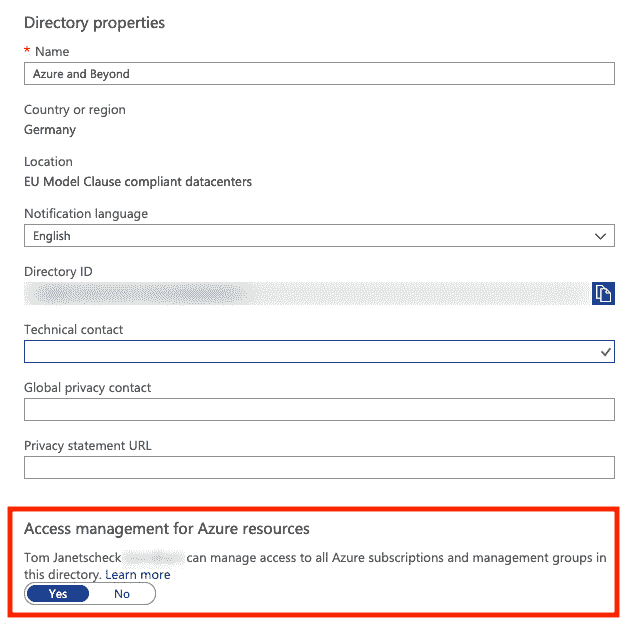 Directory properties
* Name
Azure and Beyond
Country or region
Germany
Location
EU Model Clause compliant datacenters
Notification language
English
Directory ID
Technical contact
Global privacy contact
Privacy statement URL
Access management for Azure resources
Tom Janetscheck can manage access to all Azure subscriptions and management groups in
this directory. Learn more
Yes No